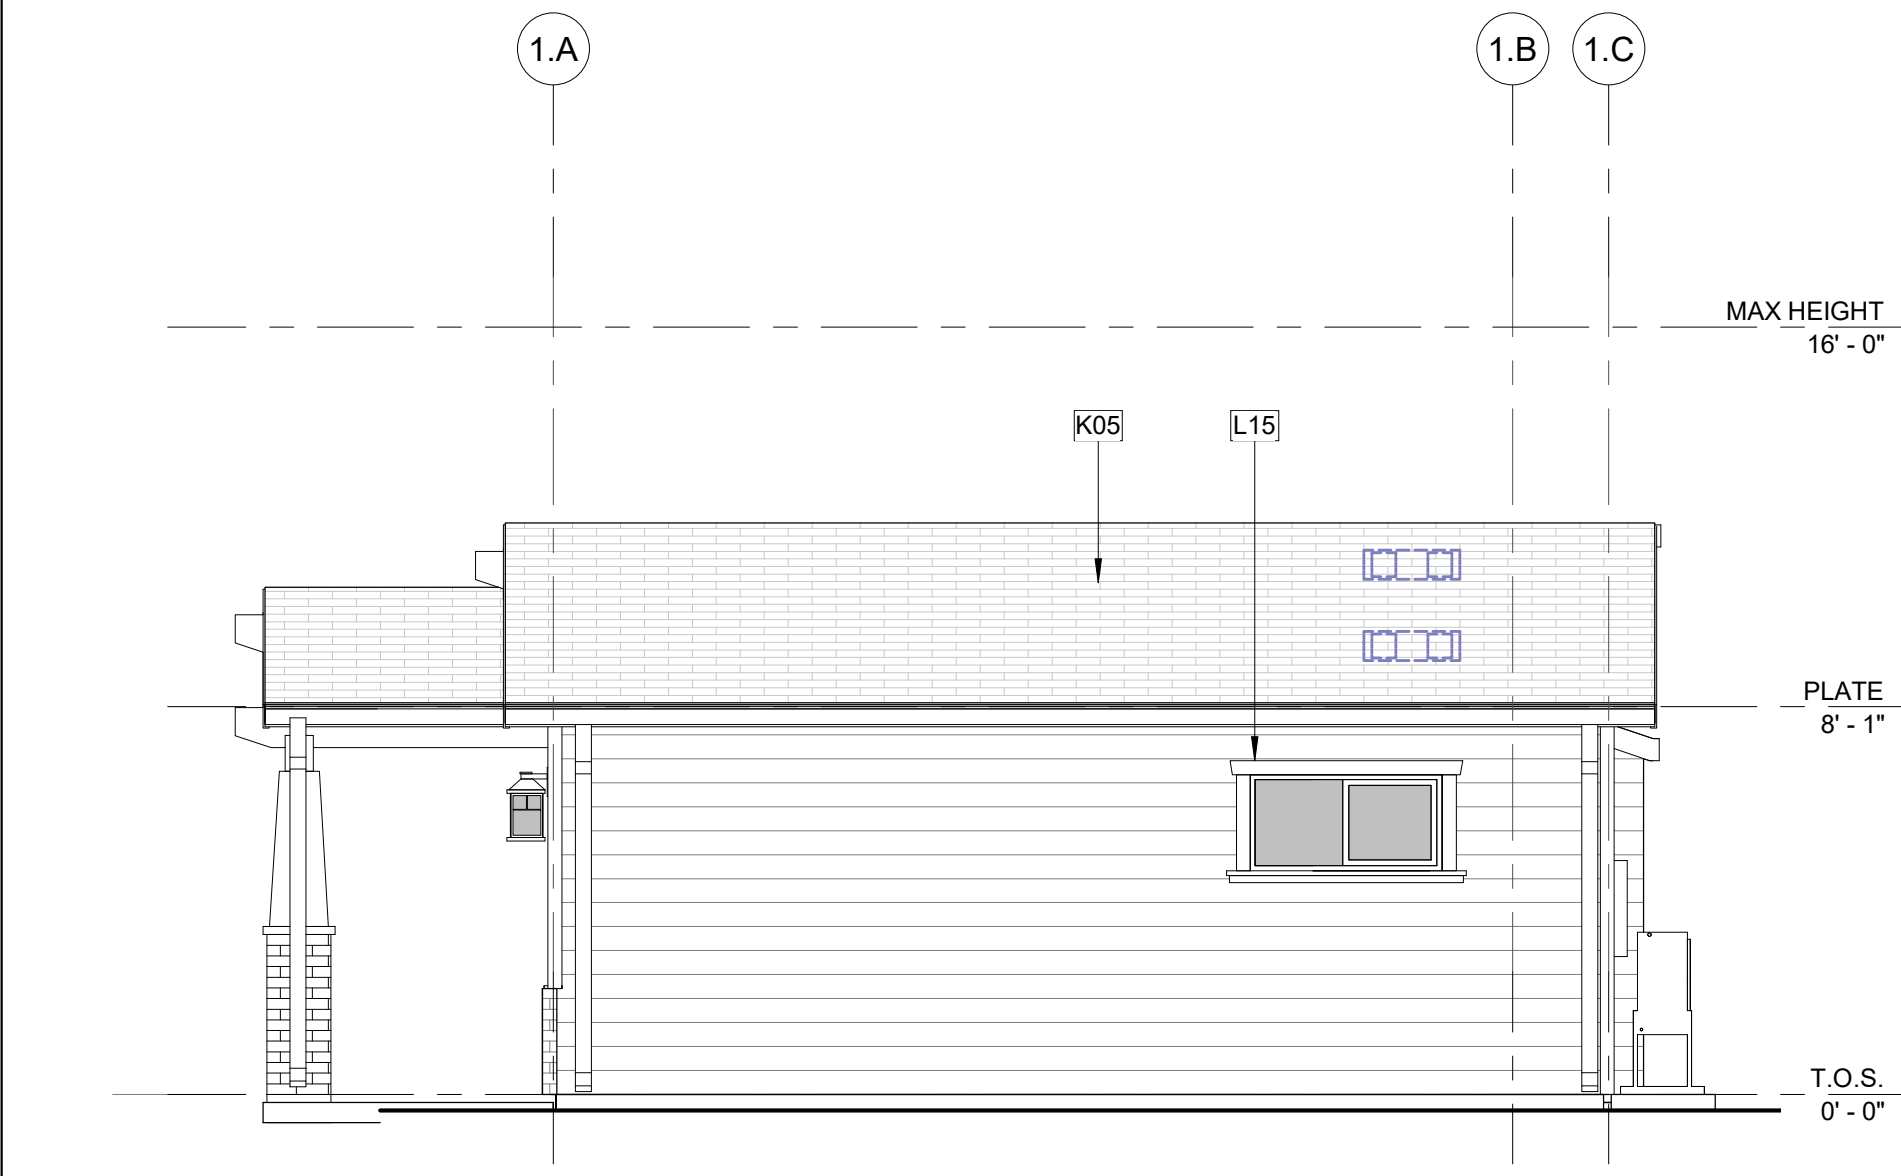 1.A
1.B
1.C
MAX HEIGHT
16' - 0"
K05
L15
PLATE
8' - 1"
T.O.S.
0' - 0"